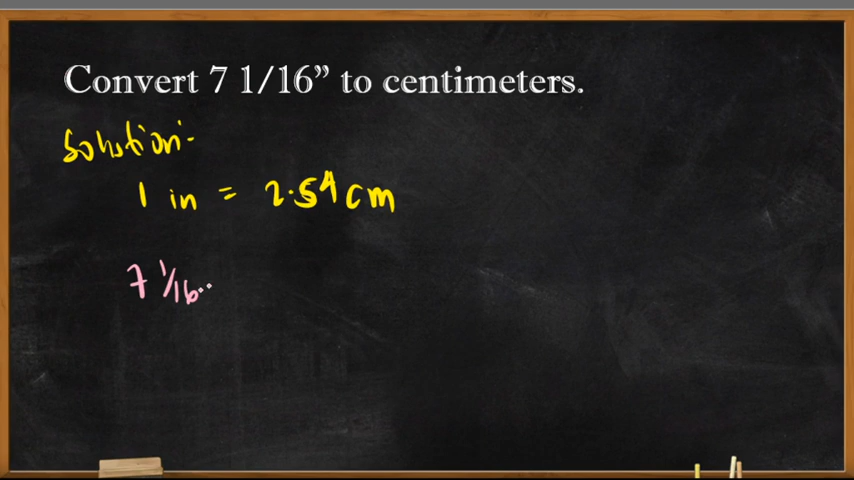 Convert 7 1/16” to centimeters.
Solution:
1 in = 2.54 cm
7 1/16